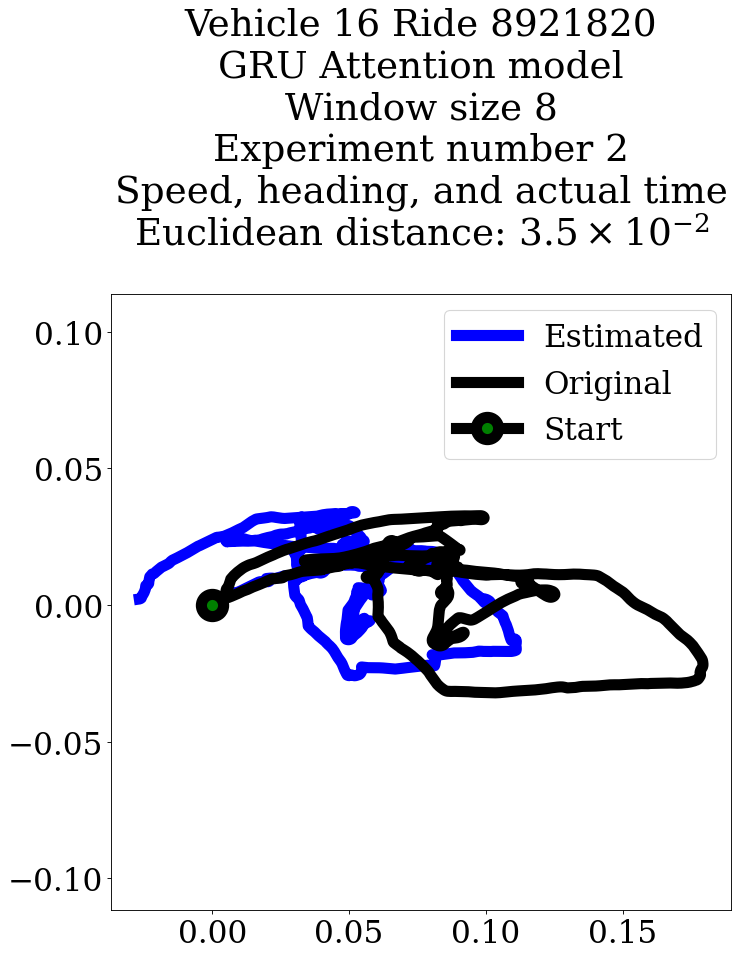 Vehicle 16 Ride 8921820
GRU Attention model
Window size 8
Experiment number 2
Speed, heading, and actual time
Euclidean distance: $3.5 \times 10^{-2}$
Estimated
Original
Start
0.10
0.05
0.00
−0.05
−0.10
0.00 0.05 0.10 0.15